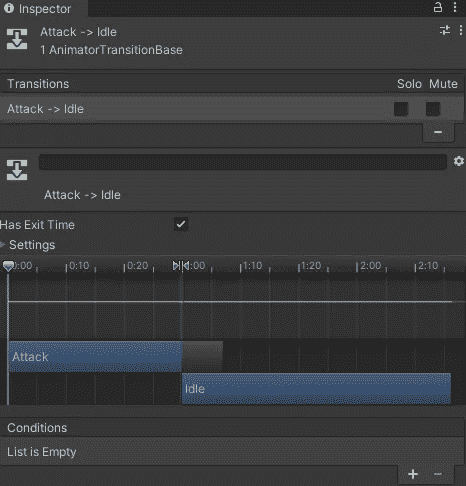 Inspector
Attack -> Idle
1 AnimatorTransitionBase
Transitions Solo Mute
Attack -> Idle
Attack -> Idle
Has Exit Time
Settings
0:00 0:10 0:20 1:00 1:10 1:20 2:00 2:10
Attack
Idle
Conditions
List is Empty